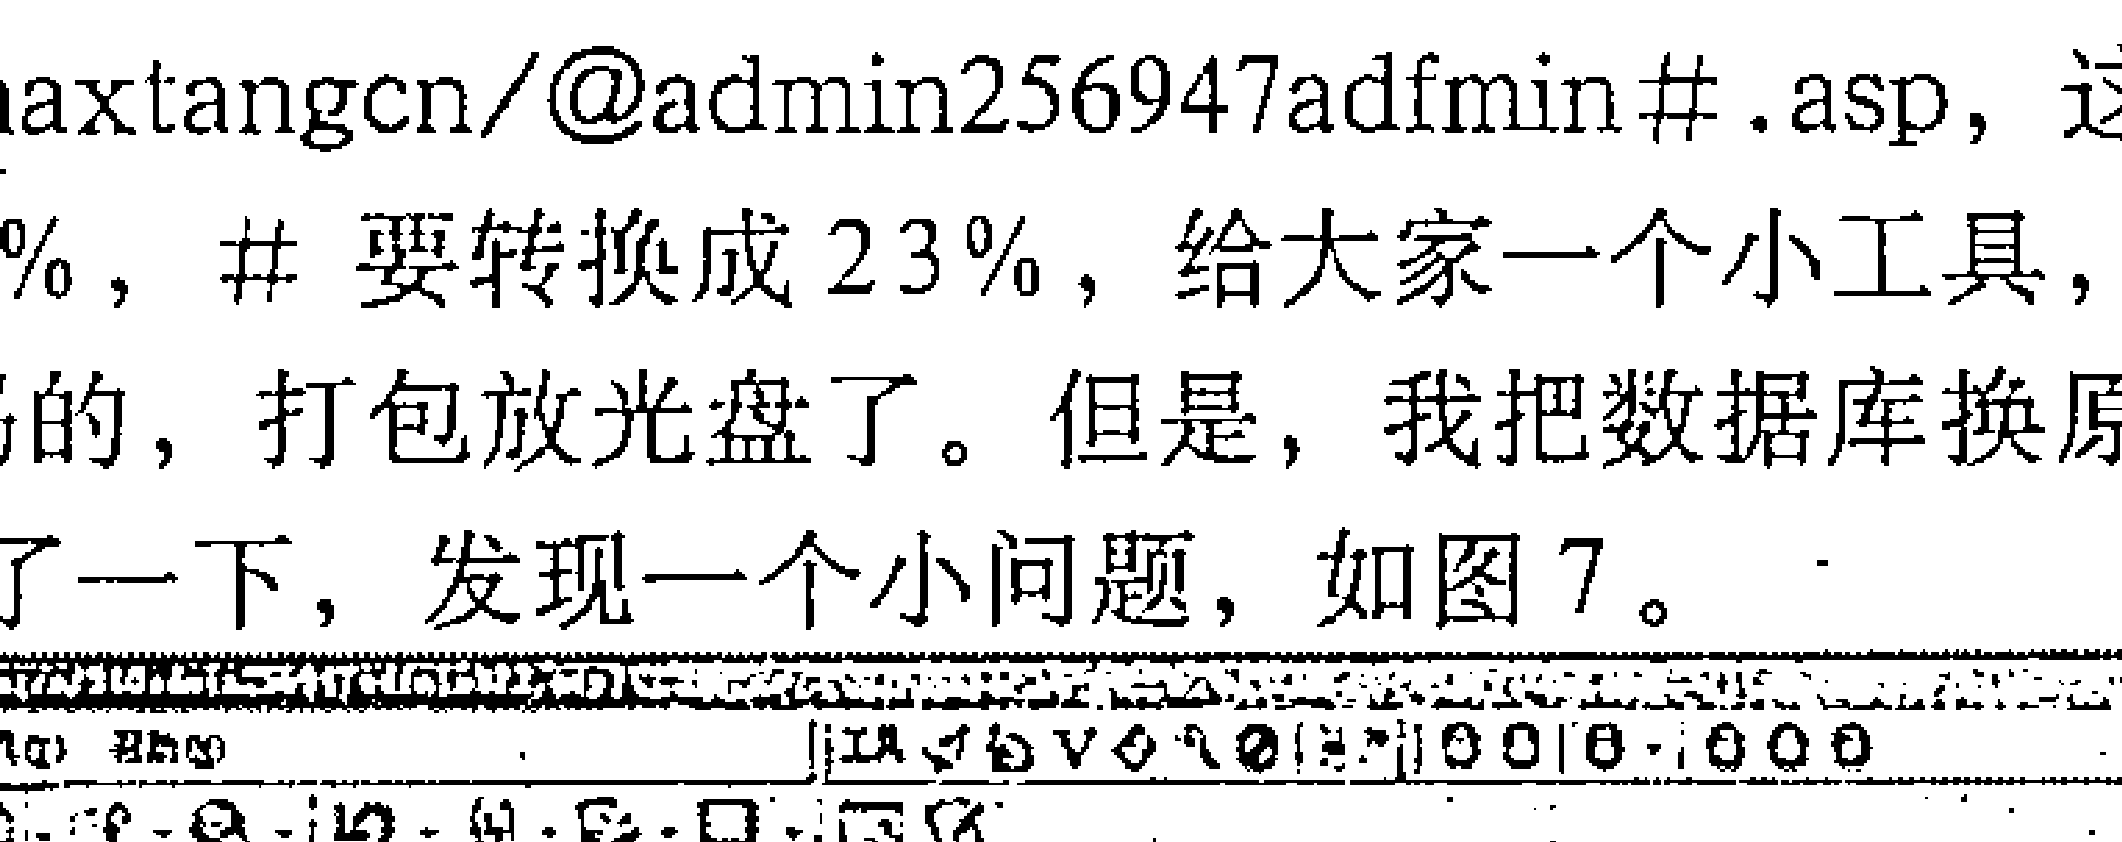 axtangcn/@admin256947adfmin#.asp，这
%，# 要转换成 23%，给大家一个小工具，
的，打包放光盘了。但是，我把数据库换原
了一下，发现一个小问题，如图 7。